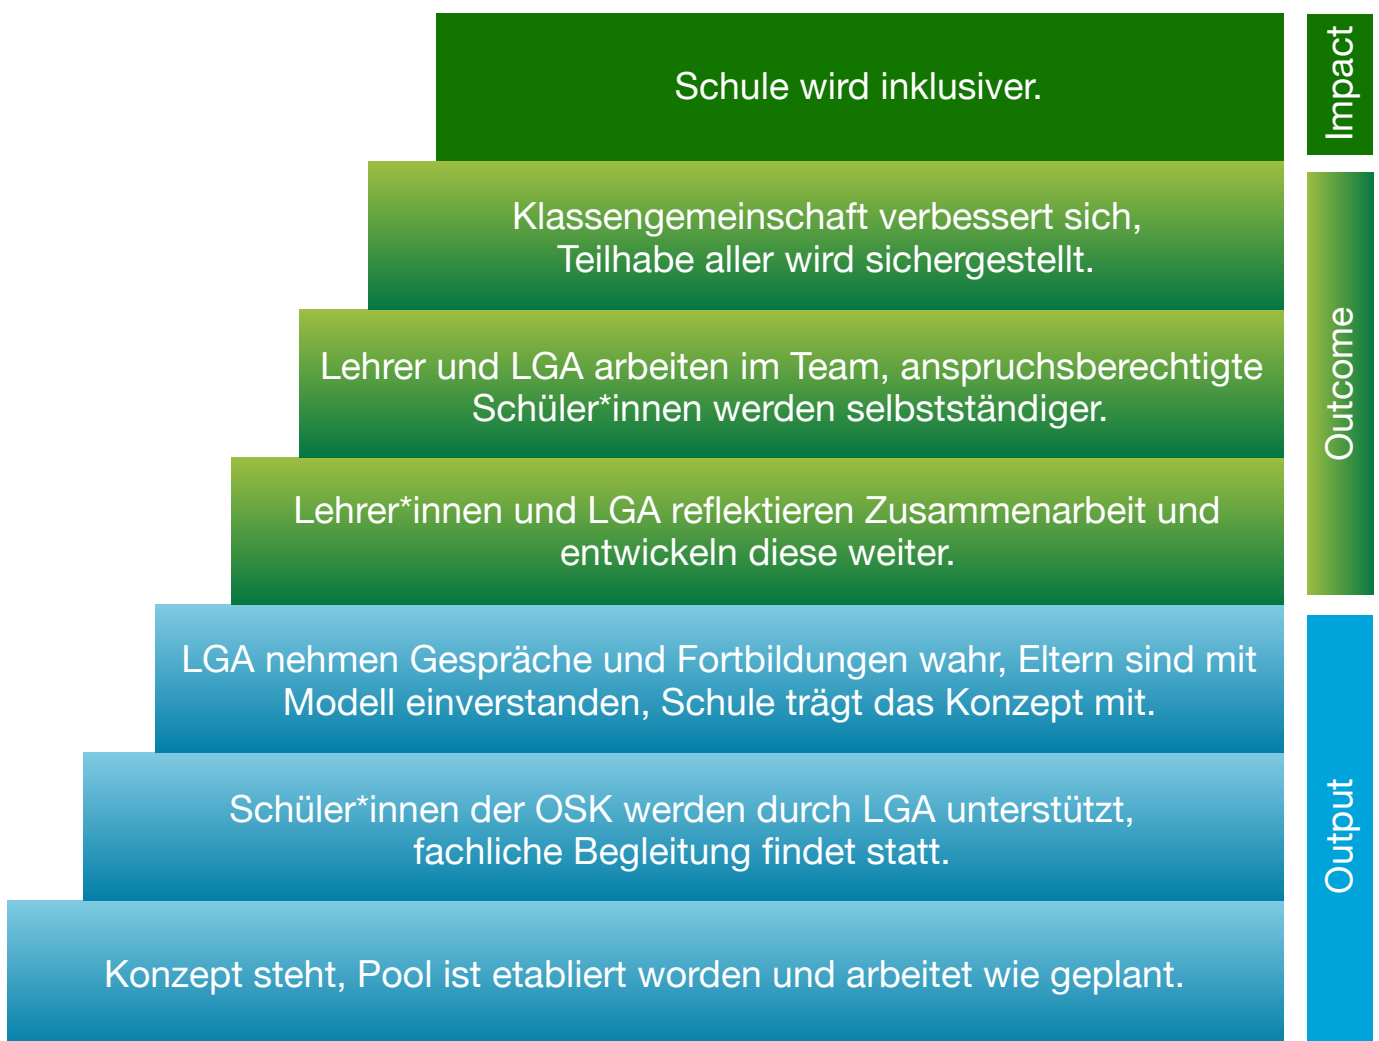 Schule wird inklusiver.
Impact
Klassengemeinschaft verbessert sich,
Teilhabe aller wird sichergestellt.
Lehrer und LGA arbeiten im Team, anspruchsberechtigte
Schüler*innen werden selbstständiger.
Outcome
Lehrer*innen und LGA reflektieren Zusammenarbeit und
entwickeln diese weiter.
LGA nehmen Gespräche und Fortbildungen wahr, Eltern sind mit
Modell einverstanden, Schule trägt das Konzept mit.
Schüler*innen der OSK werden durch LGA unterstützt,
fachliche Begleitung findet statt.
Output
Konzept steht, Pool ist etabliert worden und arbeitet wie geplant.